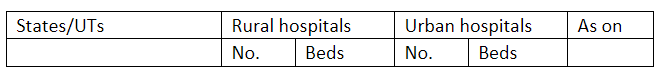 States/UTs Rural hospitals Urban hospitals As on
No. Beds No. Beds